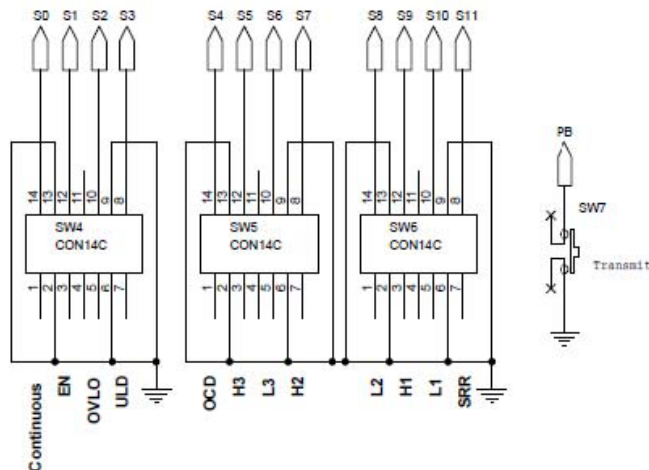 S0 S1 S2 S3 S4 S5 S6 S7 S8 S9 S10 S11
PB
14 13 12 11 10 9 8 14 13 12 11 10 9 8 14 13 12 11 10 9 8
SW7
SW4 SW5 SW6
CON14C CON14C CON14C
Transmit
1 2 3 4 5 6 7 1 2 3 4 5 6 7 1 2 3 4 5 6 7
Continuous EN OVLO ULD OCD H3 L3 H2 L2 H1 L1 SRR